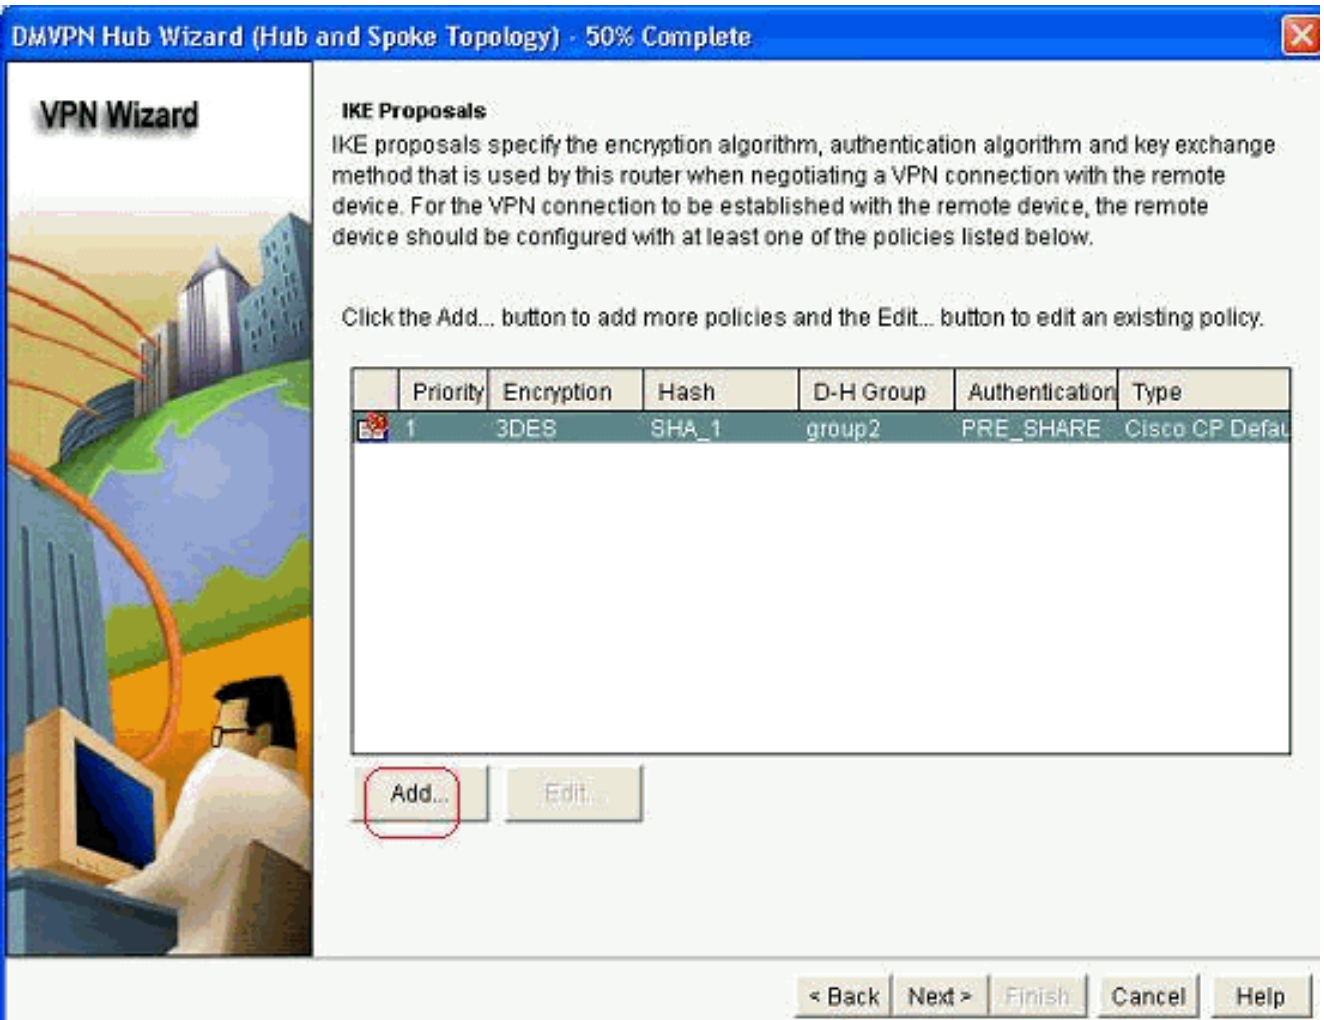 DMVPN Hub Wizard (Hub and Spoke Topology) - 50% Complete
VPN Wizard
IKE Proposals
IKE proposals specify the encryption algorithm, authentication algorithm and key exchange
method that is used by this router when negotiating a VPN connection with the remote
device. For the VPN connection to be established with the remote device, the remote
device should be configured with at least one of the policies listed below.
Click the Add... button to add more policies and the Edit... button to edit an existing policy.
Priority Encryption Hash D-H Group Authentication Type
1 3DES SHA_1 group2 PRE_SHARE Cisco CP Defau
Add... Edit...
< Back Next > Finish Cancel Help